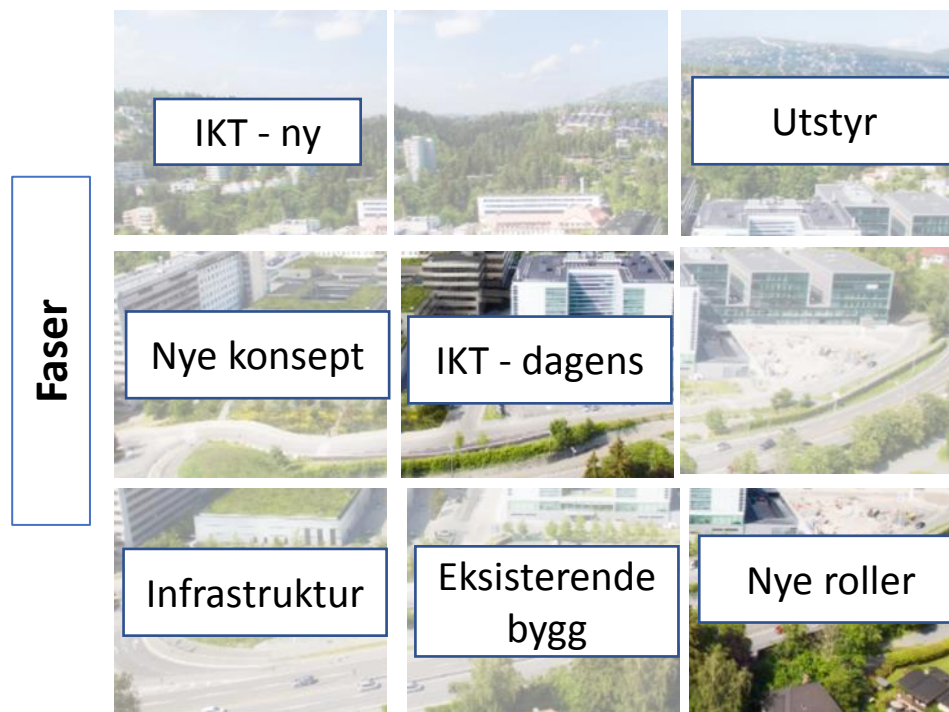 Faser
IKT - ny
Utstyr
Nye konsept
IKT - dagens
Infrastruktur
Eksisterende
bygg
Nye roller